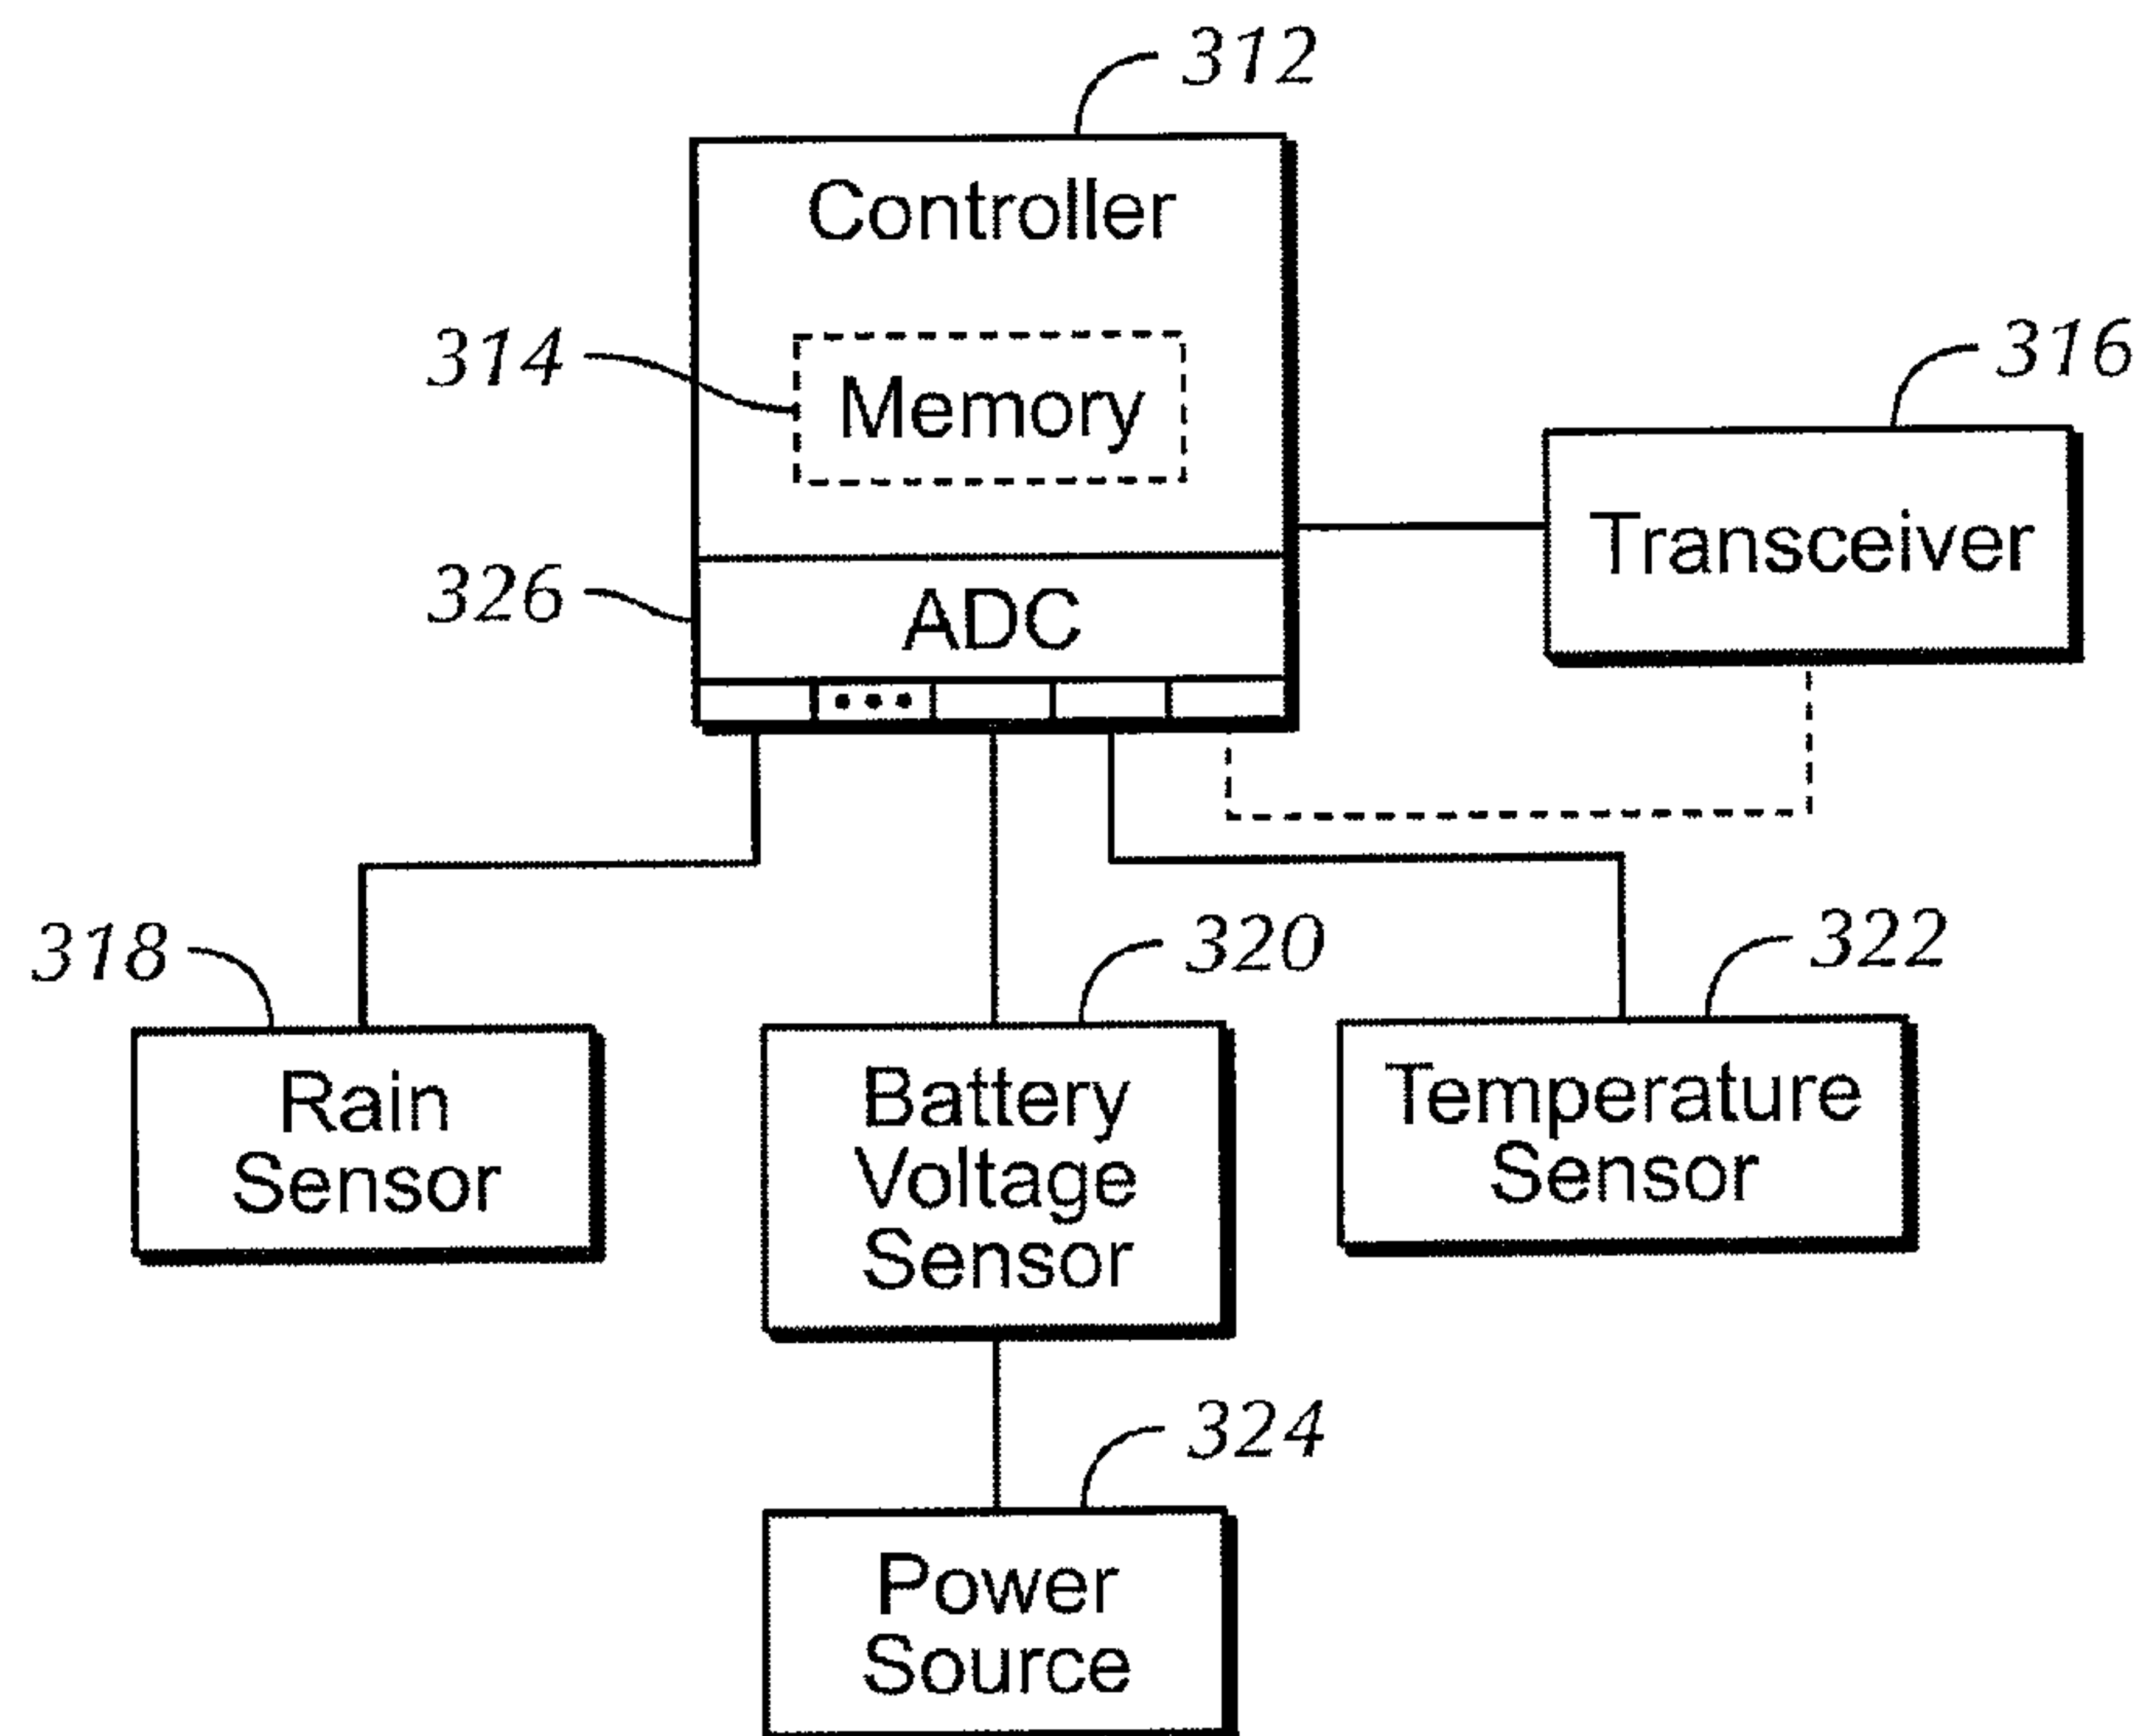 312
Controller
314
Memory
316
Transceiver
326
ADC
318
320
322
Rain
Sensor
Battery
Voltage
Sensor
Temperature
Sensor
324
Power
Source